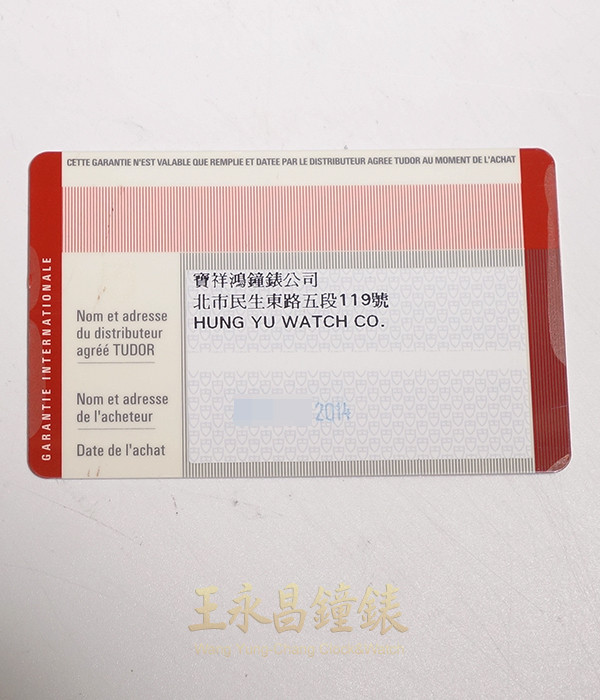 CETTE GARANTIE N'EST VALABLE QUE REMPLIE ET DATEE PAR LE DISTRIBUTEUR AGREE TUDOR AU MOMENT DE L'ACHAT
GARANTIE INTERNATIONALE
Nom et adresse
du distributeur
agréé TUDOR
寶祥鴻鐘錶公司
北市民生東路五段119號
HUNG YU WATCH CO.
Nom et adresse
de l'acheteur
2014
Date de l'achat
王永昌鐘錶